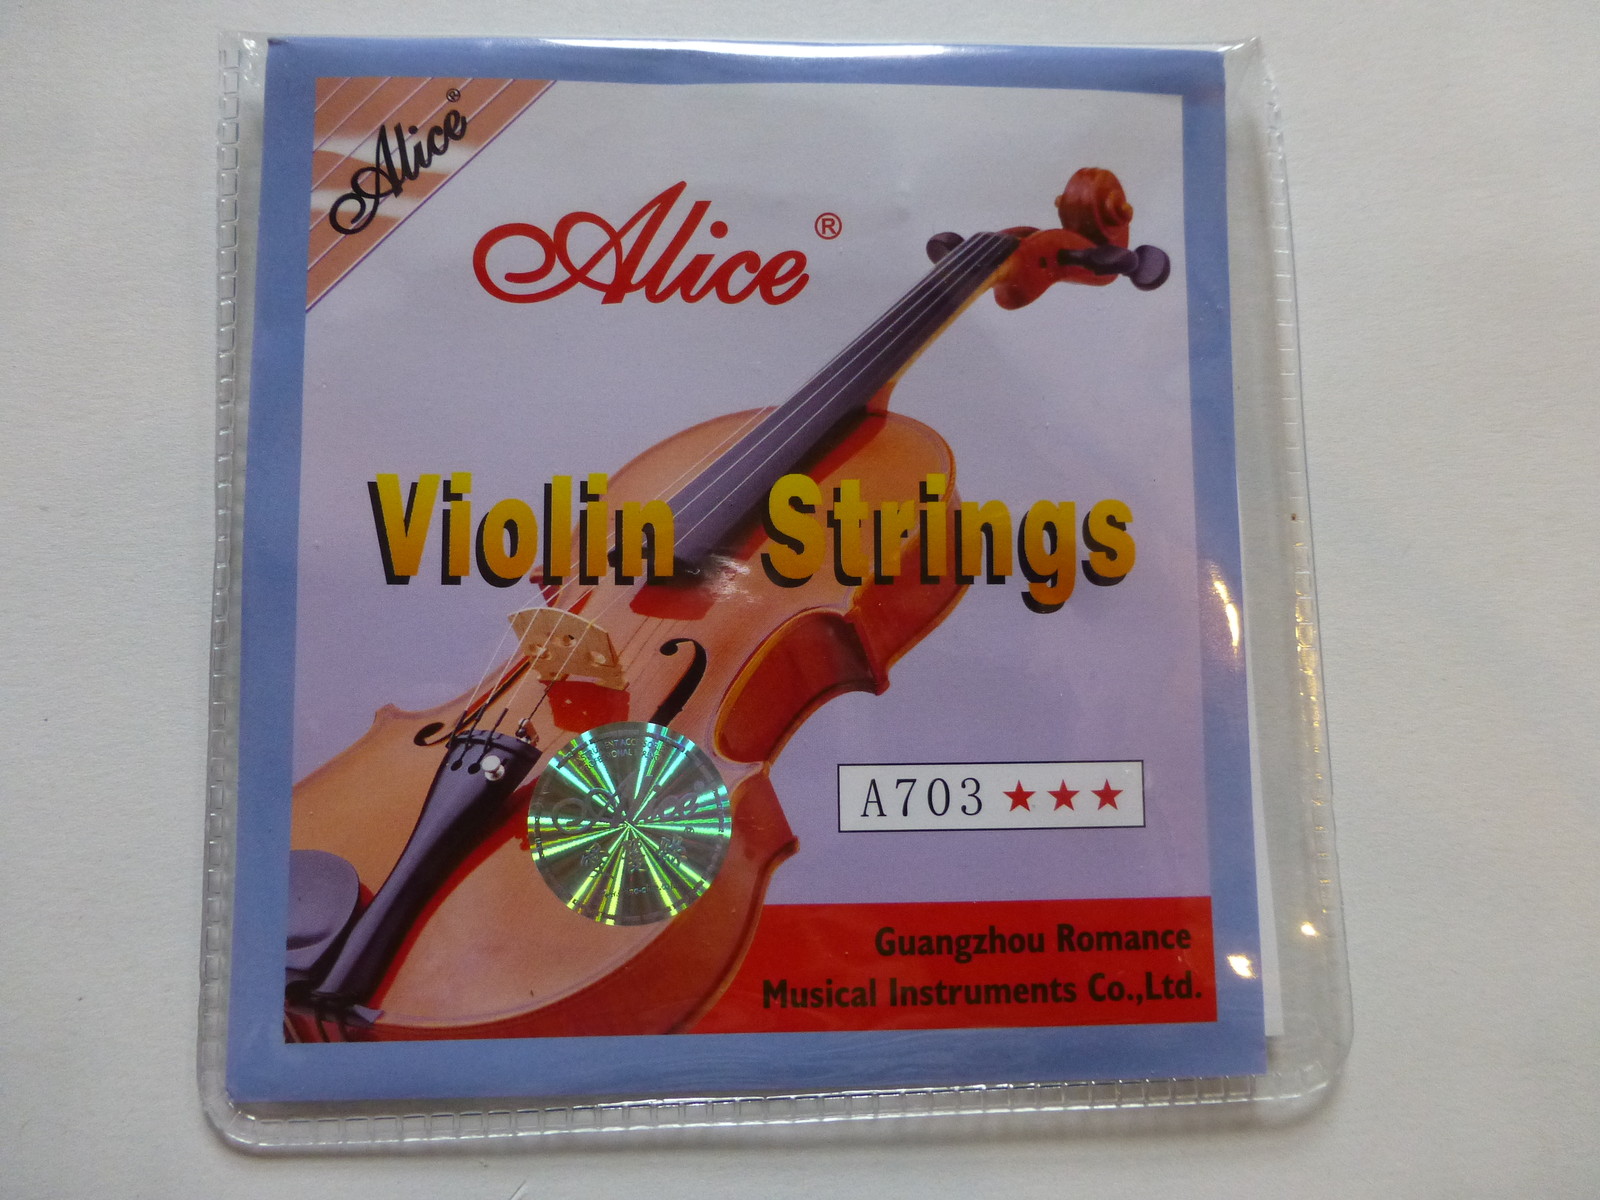 Alice®
Alice®
Violin Strings
A703 ★★★
Guangzhou Romance
Musical Instruments Co.,Ltd.